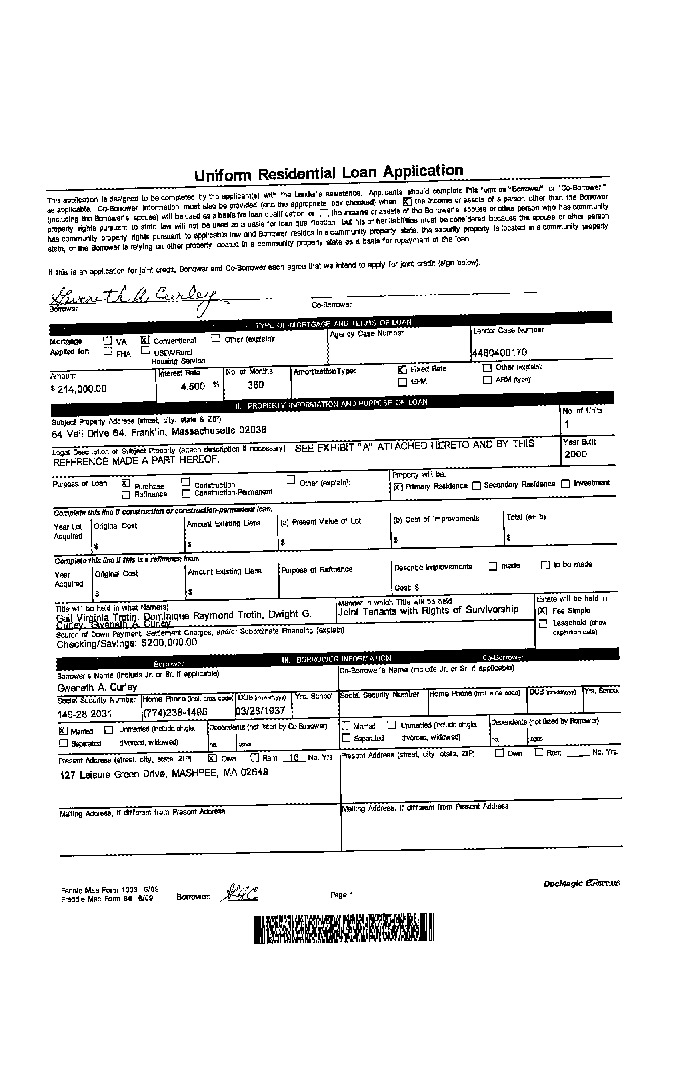 Uniform Residential Loan Application
This application is designed to be completed by the applicant(s) with the Lender's assistance. Applicants should complete this form as "Borrower" or "Co-Borrower,"
as applicable. Co-Borrower information must also be provided (and the appropriate box checked) when the income or assets of a person other than the Borrower
(including the Borrower's spouse) will be used as a basis for loan qualification or the income or assets of the Borrower's spouse or other person who has community
property rights pursuant to state law will not be used as a basis for loan qualification, but his or her liabilities must be considered because the spouse or other person
has community property rights pursuant to applicable law and Borrower resides in a community property state, the security property is located in a community property
state, or the Borrower is relying on other property located in a community property state as a basis for repayment of the loan.
If this is an application for joint credit, Borrower and Co-Borrower each agree that we intend to apply for joint credit (sign below).
Gweneth A. Curley
Borrower Co-Borrower
I. TYPE OF MORTGAGE AND TERMS OF LOAN
Mortgage VA X Conventional Other (explain): Agency Case Number Lender Case Number
Applied for: FHA USDA/Rural Housing Service 4480400170
Amount Interest Rate No. of Months Amortization Type: X Fixed Rate Other (explain):
$ 214,000.00 4.500 % 360 GPM ARM (type):
II. PROPERTY INFORMATION AND PURPOSE OF LOAN
Subject Property Address (street, city, state & ZIP) No. of Units
64 Vail Drive 64, Franklin, Massachusetts 02038 1
Legal Description of Subject Property (attach description if necessary) SEE EXHIBIT "A" ATTACHED HERETO AND BY THIS Year Built
REFERENCE MADE A PART HEREOF. 2000
Purpose of Loan X Purchase Construction Other (explain): Property will be:
Refinance Construction-Permanent X Primary Residence Secondary Residence Investment
Complete this line if construction or construction-permanent loan.
Year Lot Acquired Original Cost Amount Existing Liens (a) Present Value of Lot (b) Cost of Improvements Total (a+b)
$ $ $ $ $
Complete this line if this is a refinance loan.
Year Acquired Original Cost Amount Existing Liens Purpose of Refinance Describe Improvements made to be made
$ $ Cost: $
Title will be held in what Name(s) Manner in which Title will be held Estate will be held in:
Gail Virginia Trotin, Dominique Raymond Trotin, Dwight G. Joint Tenants with Rights of Survivorship X Fee Simple
Curley, Gweneth A. Curley Leasehold (show expiration date)
Source of Down Payment, Settlement Charges, and/or Subordinate Financing (explain)
Checking/Savings: $200,000.00
Borrower III. BORROWER INFORMATION Co-Borrower
Borrower's Name (include Jr. or Sr. if applicable) Co-Borrower's Name (include Jr. or Sr. if applicable)
Gweneth A. Curley
Social Security Number Home Phone (incl. area code) DOB (mm/dd/yyyy) Yrs. School Social Security Number Home Phone (incl. area code) DOB (mm/dd/yyyy) Yrs. School
149-28-2031 (774)238-1496 03/28/1937
X Married Unmarried (include single, Dependents (not listed by Co-Borrower) Married Unmarried (include single, Dependents (not listed by Borrower)
Separated divorced, widowed) no. ages Separated divorced, widowed) no. ages
Present Address (street, city, state, ZIP) X Own Rent No. Yrs. Present Address (street, city, state, ZIP) Own Rent No. Yrs.
127 Leisure Green Drive, MASHPEE, MA 02649
Mailing Address, if different from Present Address Mailing Address, if different from Present Address
Fannie Mae Form 1003 6/09
Freddie Mac Form 65 6/09 Borrower: Page 1
DocMagic